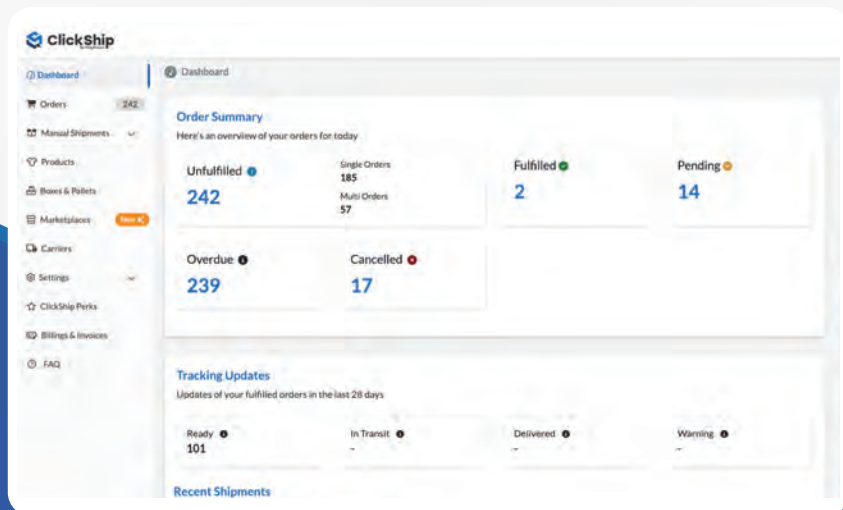 ClickShip
Dashboard
Orders 242
Manual Shipments
Products
Boxes & Pallets
Marketplaces New
Carriers
Settings
ClickShip Perks
Billings & Invoices
FAQ
Dashboard
Order Summary
Here's an overview of your orders for today
Unfulfilled
242
Single Orders
185
Multi Orders
57
Fulfilled
2
Pending
14
Overdue
239
Cancelled
17
Tracking Updates
Updates of your fulfilled orders in the last 28 days
Ready
101
In Transit
-
Delivered
-
Warning
-
Recent Shipments